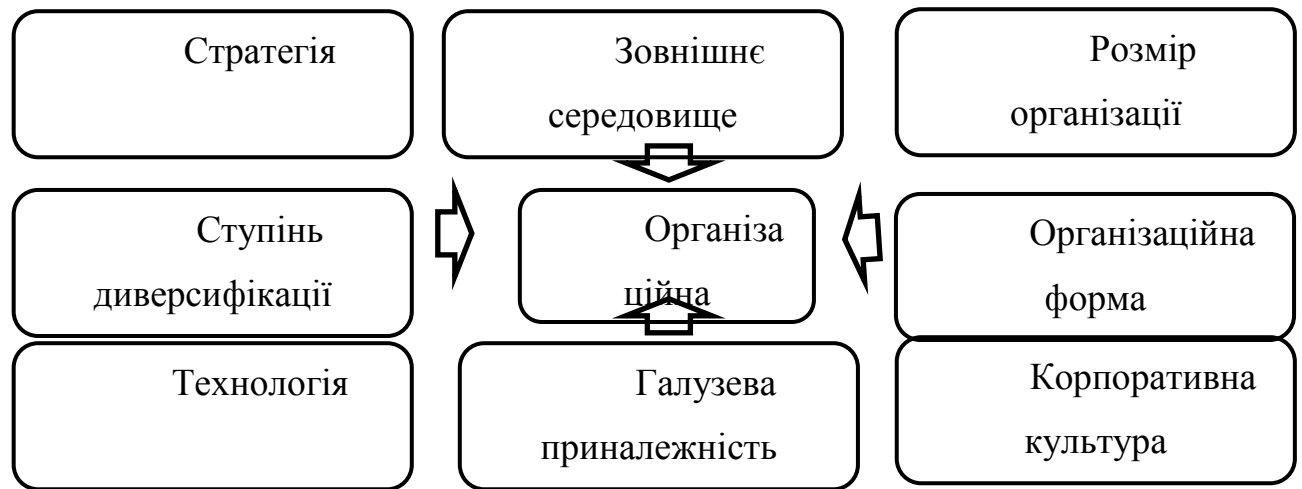 Стратегія
Зовнішнє
середовище
Розмір
організації
Ступінь
диверсифікації
Організа
ційна
Організаційна
форма
Технологія
Галузева
приналежність
Корпоративна
культура